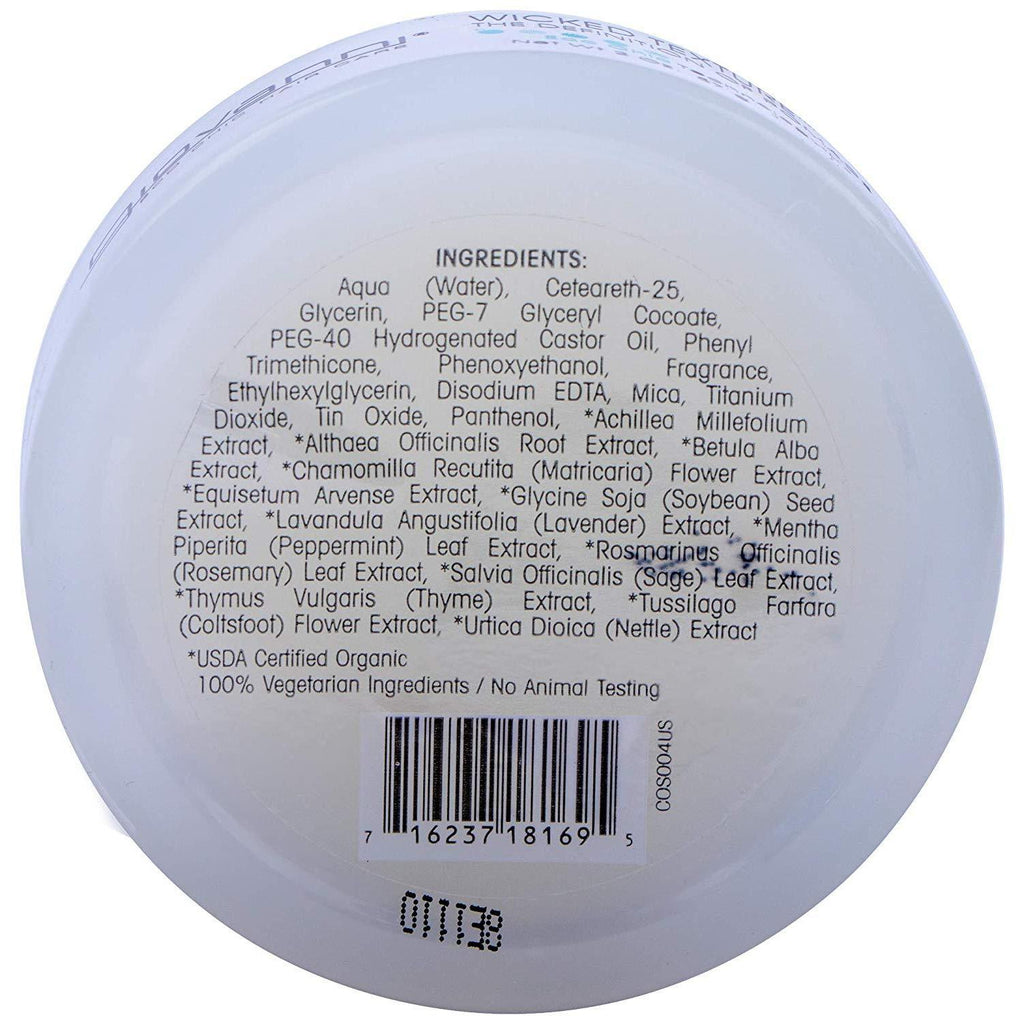 giovanni®
WICKED TEXTURE
INGREDIENTS:
Aqua (Water), Ceteareth-25,
Glycerin, PEG-7 Glyceryl Cocoate,
PEG-40 Hydrogenated Castor Oil, Phenyl
Trimethicone, Phenoxyethanol, Fragrance,
Ethylhexylglycerin, Disodium EDTA, Mica, Titanium
Dioxide, Tin Oxide, Panthenol, *Achillea Millefolium
Extract, *Althaea Officinalis Root Extract, *Betula Alba
Extract, *Chamomilla Recutita (Matricaria) Flower Extract,
*Equisetum Arvense Extract, *Glycine Soja (Soybean) Seed
Extract, *Lavandula Angustifolia (Lavender) Extract, *Mentha
Piperita (Peppermint) Leaf Extract, *Rosmarinus Officinalis
(Rosemary) Leaf Extract, *Salvia Officinalis (Sage) Leaf Extract,
*Thymus Vulgaris (Thyme) Extract, *Tussilago Farfara
(Coltsfoot) Flower Extract, *Urtica Dioica (Nettle) Extract
*USDA Certified Organic
100% Vegetarian Ingredients / No Animal Testing
COS004US
7 16237 18169 5